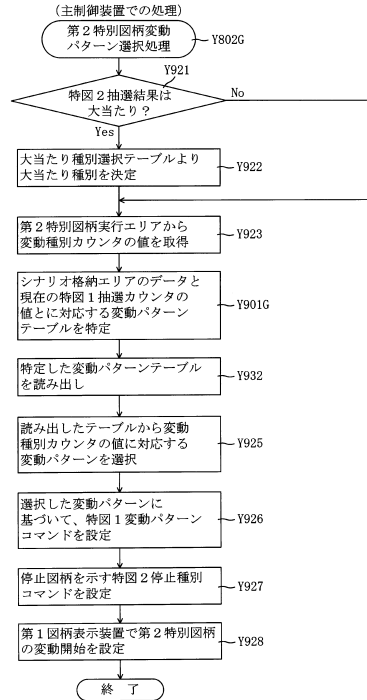 (主制御装置での処理)
第2特別図柄変動
パターン選択処理
Y802G
Y921
特図2抽選結果は
大当たり？
No
Yes
大当たり種別選択テーブルより
大当たり種別を決定
Y922
第2特別図柄実行エリアから
変動種別カウンタの値を取得
Y923
シナリオ格納エリアのデータと
現在の特図1抽選カウンタの
値とに対応する変動パターン
テーブルを特定
Y901G
特定した変動パターンテーブル
を読み出し
Y932
読み出したテーブルから変動
種別カウンタの値に対応する
変動パターンを選択
Y925
選択した変動パターンに
基づいて、特図1変動パターン
コマンドを設定
Y926
停止図柄を示す特図2停止種別
コマンドを設定
Y927
第1図柄表示装置で第2特別図柄
の変動開始を設定
Y928
終 了